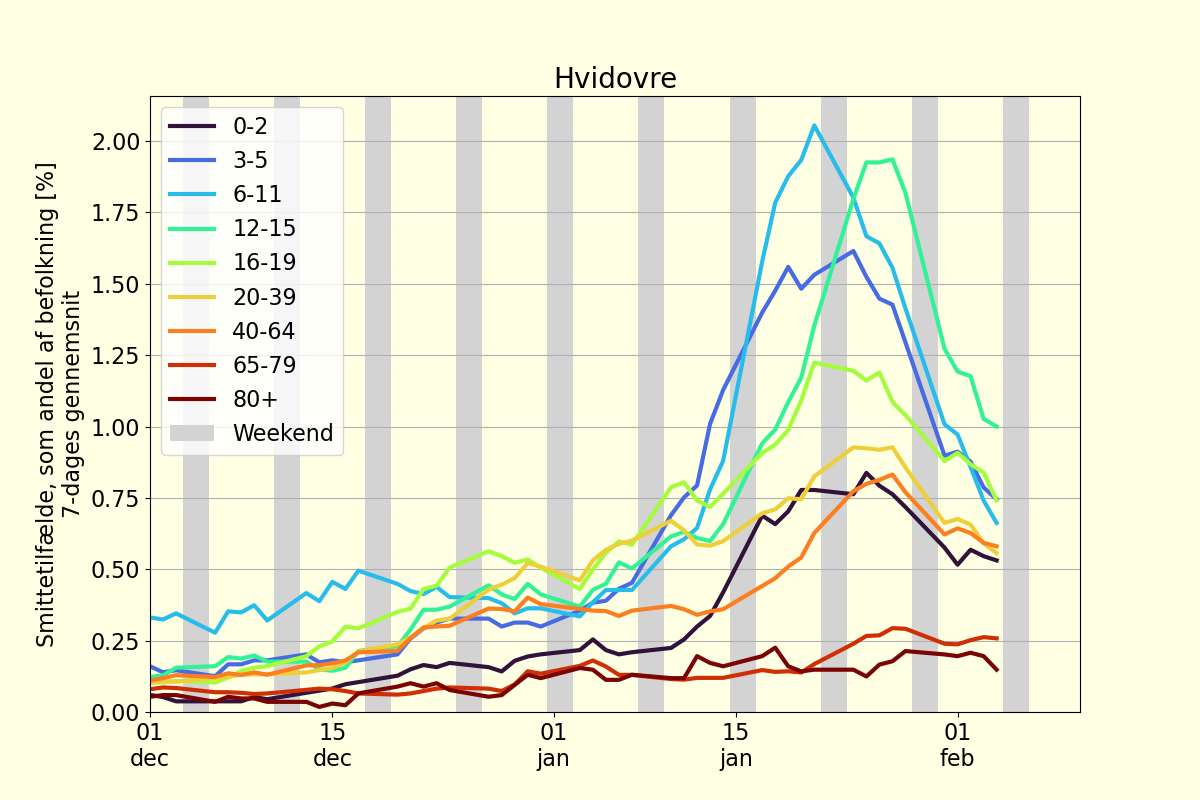 Hvidovre
Smittetilfælde, som andel af befolkning [%]
7-dages gennemsnit
2.00
1.75
1.50
1.25
1.00
0.75
0.50
0.25
0.00
0-2
3-5
6-11
12-15
16-19
20-39
40-64
65-79
80+
Weekend
01
dec
15
dec
01
jan
15
jan
01
feb